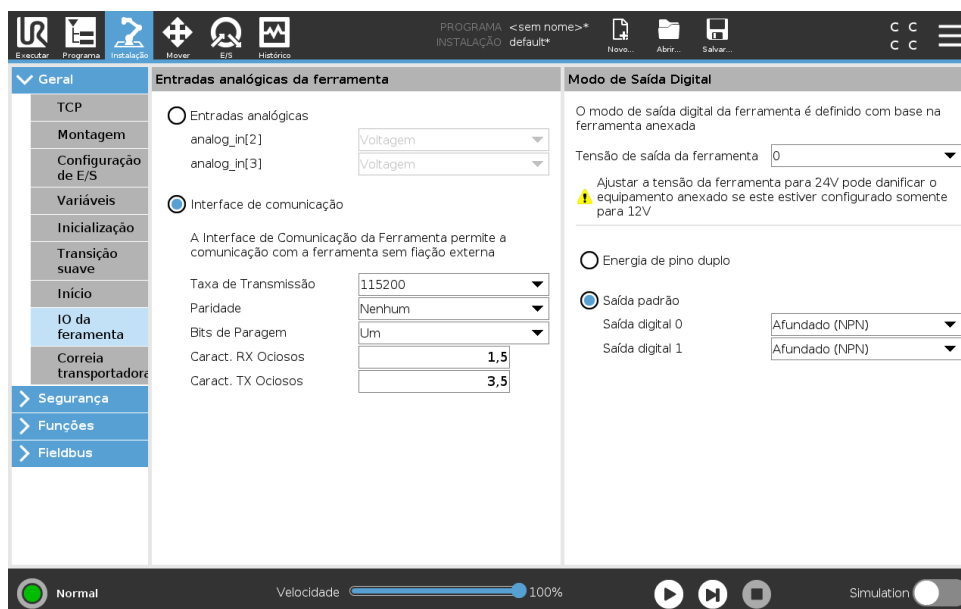 PROGRAMA <sem nome>*
INSTALAÇÃO default*
Executar
Programa
Instalação
Mover
E/S
Histórico
Novo...
Abrir...
Salvar...
C C
C C
Geral
TCP
Montagem
Configuração
de E/S
Variáveis
Inicialização
Transição
suave
Início
IO da
feramenta
Correia
transportadora
Segurança
Funções
Fieldbus
Entradas analógicas da ferramenta
Entradas analógicas
analog_in[2] Voltagem
analog_in[3] Voltagem
Interface de comunicação
A Interface de Comunicação da Ferramenta permite a
comunicação com a ferramenta sem fiação externa
Taxa de Transmissão 115200
Paridade Nenhum
Bits de Paragem Um
Caract. RX Ociosos 1,5
Caract. TX Ociosos 3,5
Modo de Saída Digital
O modo de saída digital da ferramenta é definido com base na
ferramenta anexada
Tensão de saída da ferramenta 0
Ajustar a tensão da ferramenta para 24V pode danificar o
equipamento anexado se este estiver configurado somente
para 12V
Energia de pino duplo
Saída padrão
Saída digital 0 Afundado (NPN)
Saída digital 1 Afundado (NPN)
Normal
Velocidade 100%
Simulation